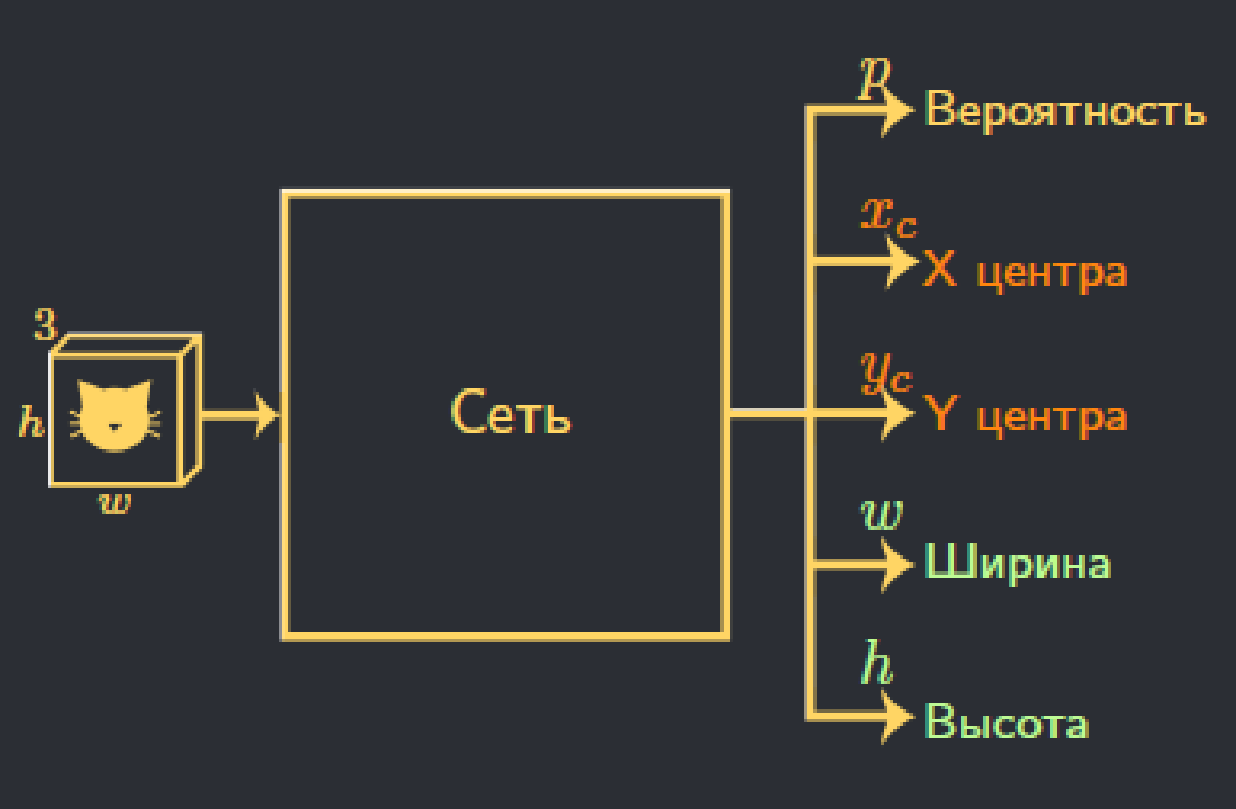 3
h
w
Сеть
p
Вероятность
x_c
X центра
y_c
Y центра
w
Ширина
h
Высота